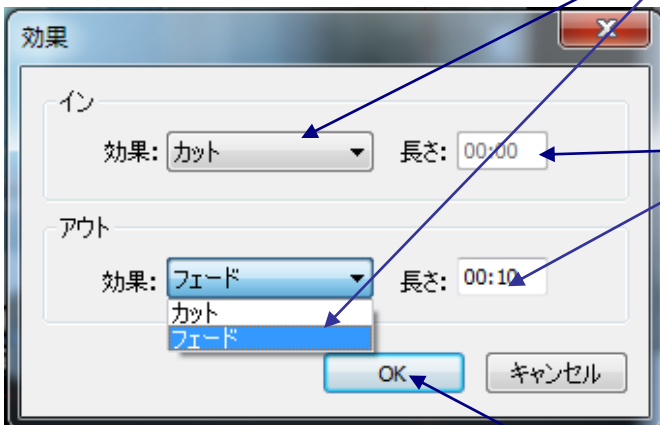 効果
イン
効果: カット 長さ: 00:00
アウト
効果: フェード 長さ: 00:10
カット
フェード
OK キャンセル